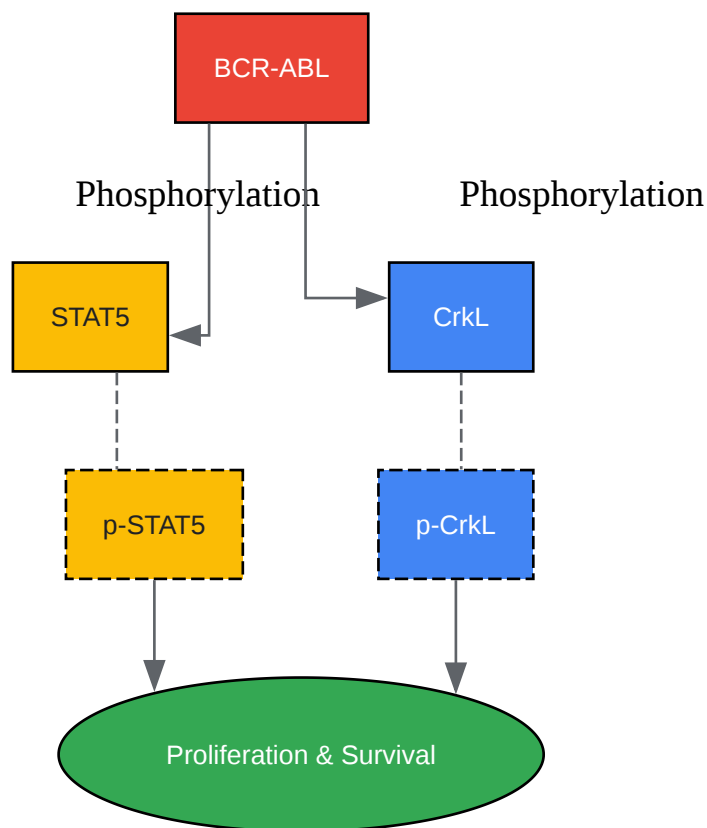 BCR-ABL
Phosphorylation
Phosphorylation
STAT5
CrkL
p-STAT5
p-CrkL
Proliferation & Survival